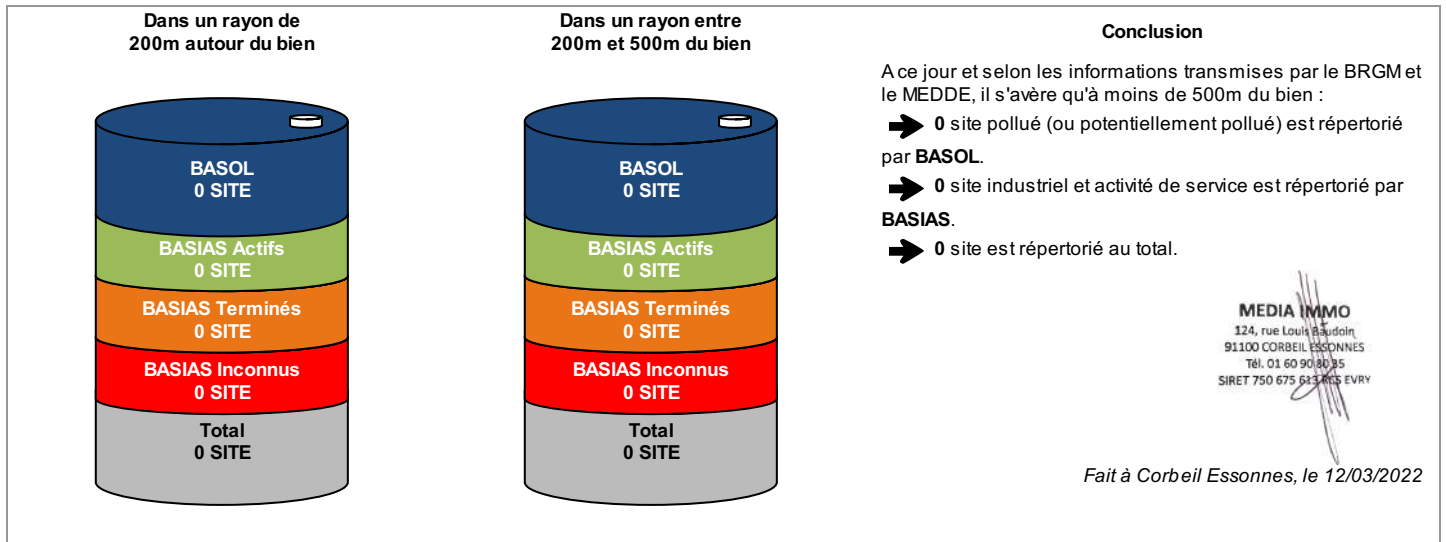 Dans un rayon de
200m autour du bien
BASOL
0 SITE
BASIAS Actifs
0 SITE
BASIAS Terminés
0 SITE
BASIAS Inconnus
0 SITE
Total
0 SITE
Dans un rayon entre
200m et 500m du bien
BASOL
0 SITE
BASIAS Actifs
0 SITE
BASIAS Terminés
0 SITE
BASIAS Inconnus
0 SITE
Total
0 SITE
Conclusion
A ce jour et selon les informations transmises par le BRGM et
le MEDDE, il s'avère qu'à moins de 500m du bien :
0 site pollué (ou potentiellement pollué) est répertorié
par BASOL.
0 site industriel et activité de service est répertorié par
BASIAS.
0 site est répertorié au total.
MEDIA IMMO
124, rue Louis Baudoin
91100 CORBEIL ESSONNES
Tél. 01 60 90 80 85
SIRET 750 675 613 RCS EVRY
Fait à Corbeil Essonnes, le 12/03/2022